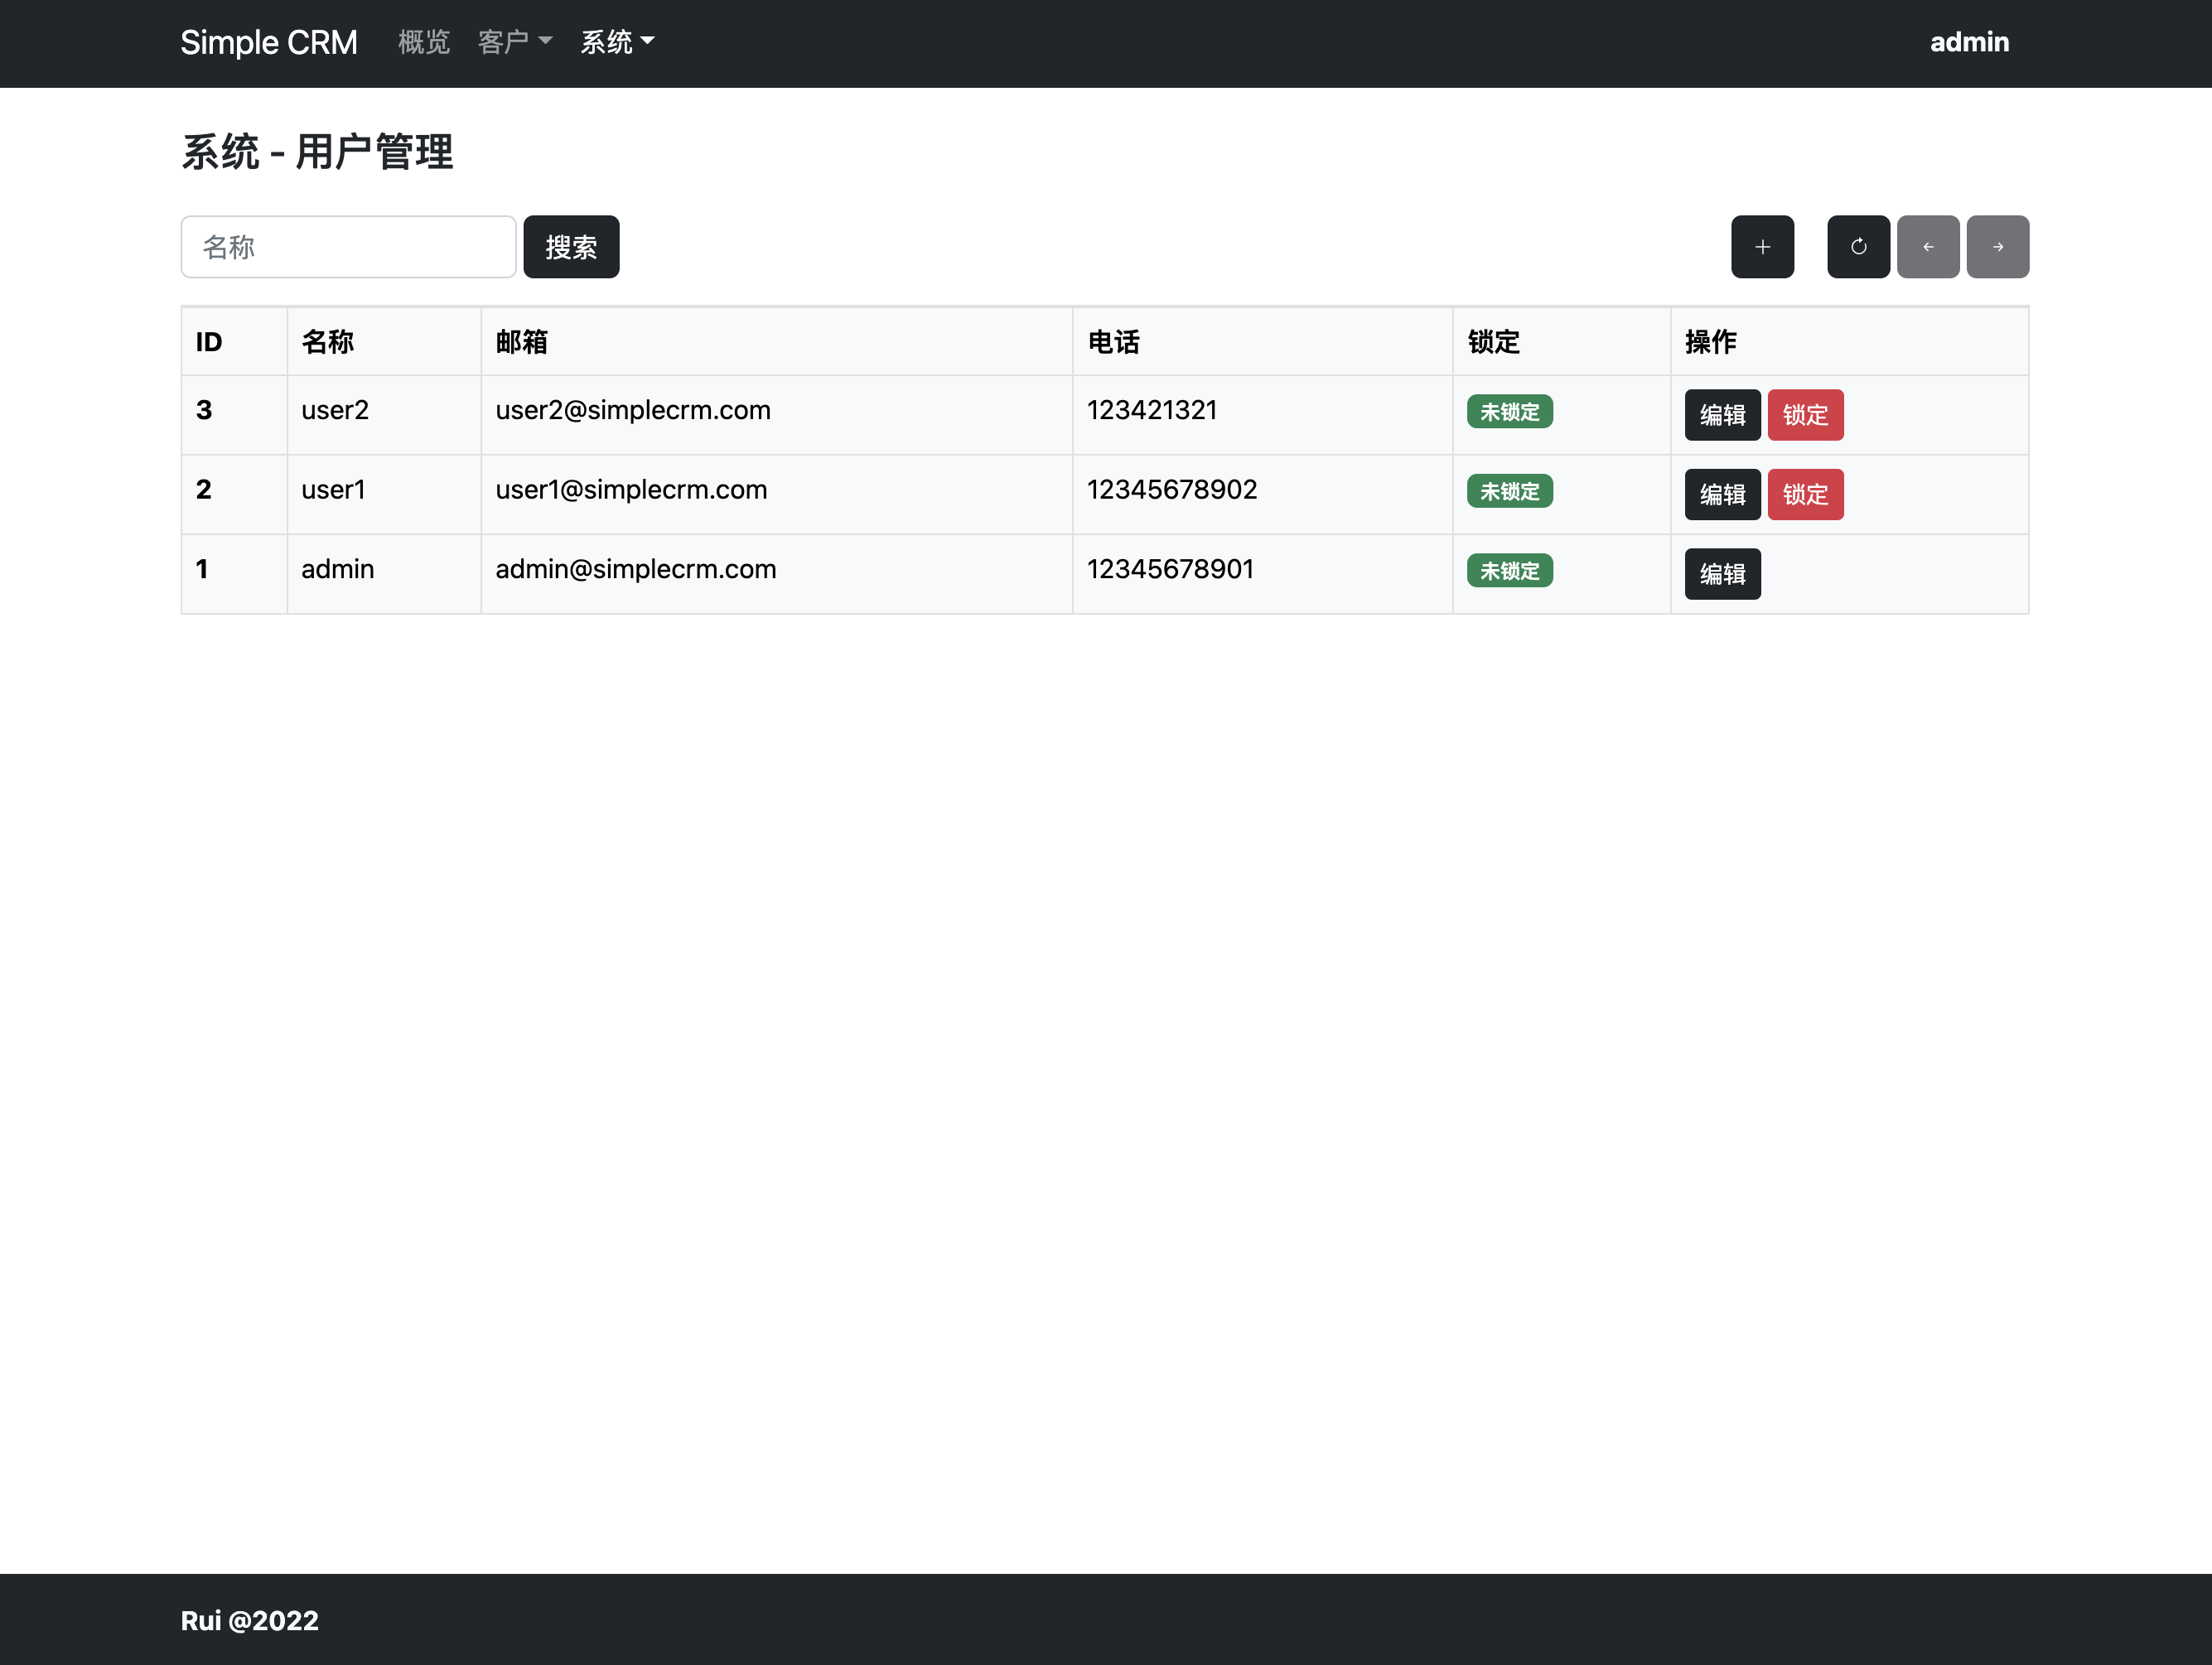 Simple CRM 概览 客户 系统 admin
系统 - 用户管理
名称 搜索
ID 名称 邮箱 电话 锁定 操作
3 user2 user2@simplecrm.com 123421321 未锁定 编辑 锁定
2 user1 user1@simplecrm.com 12345678902 未锁定 编辑 锁定
1 admin admin@simplecrm.com 12345678901 未锁定 编辑
Rui @2022